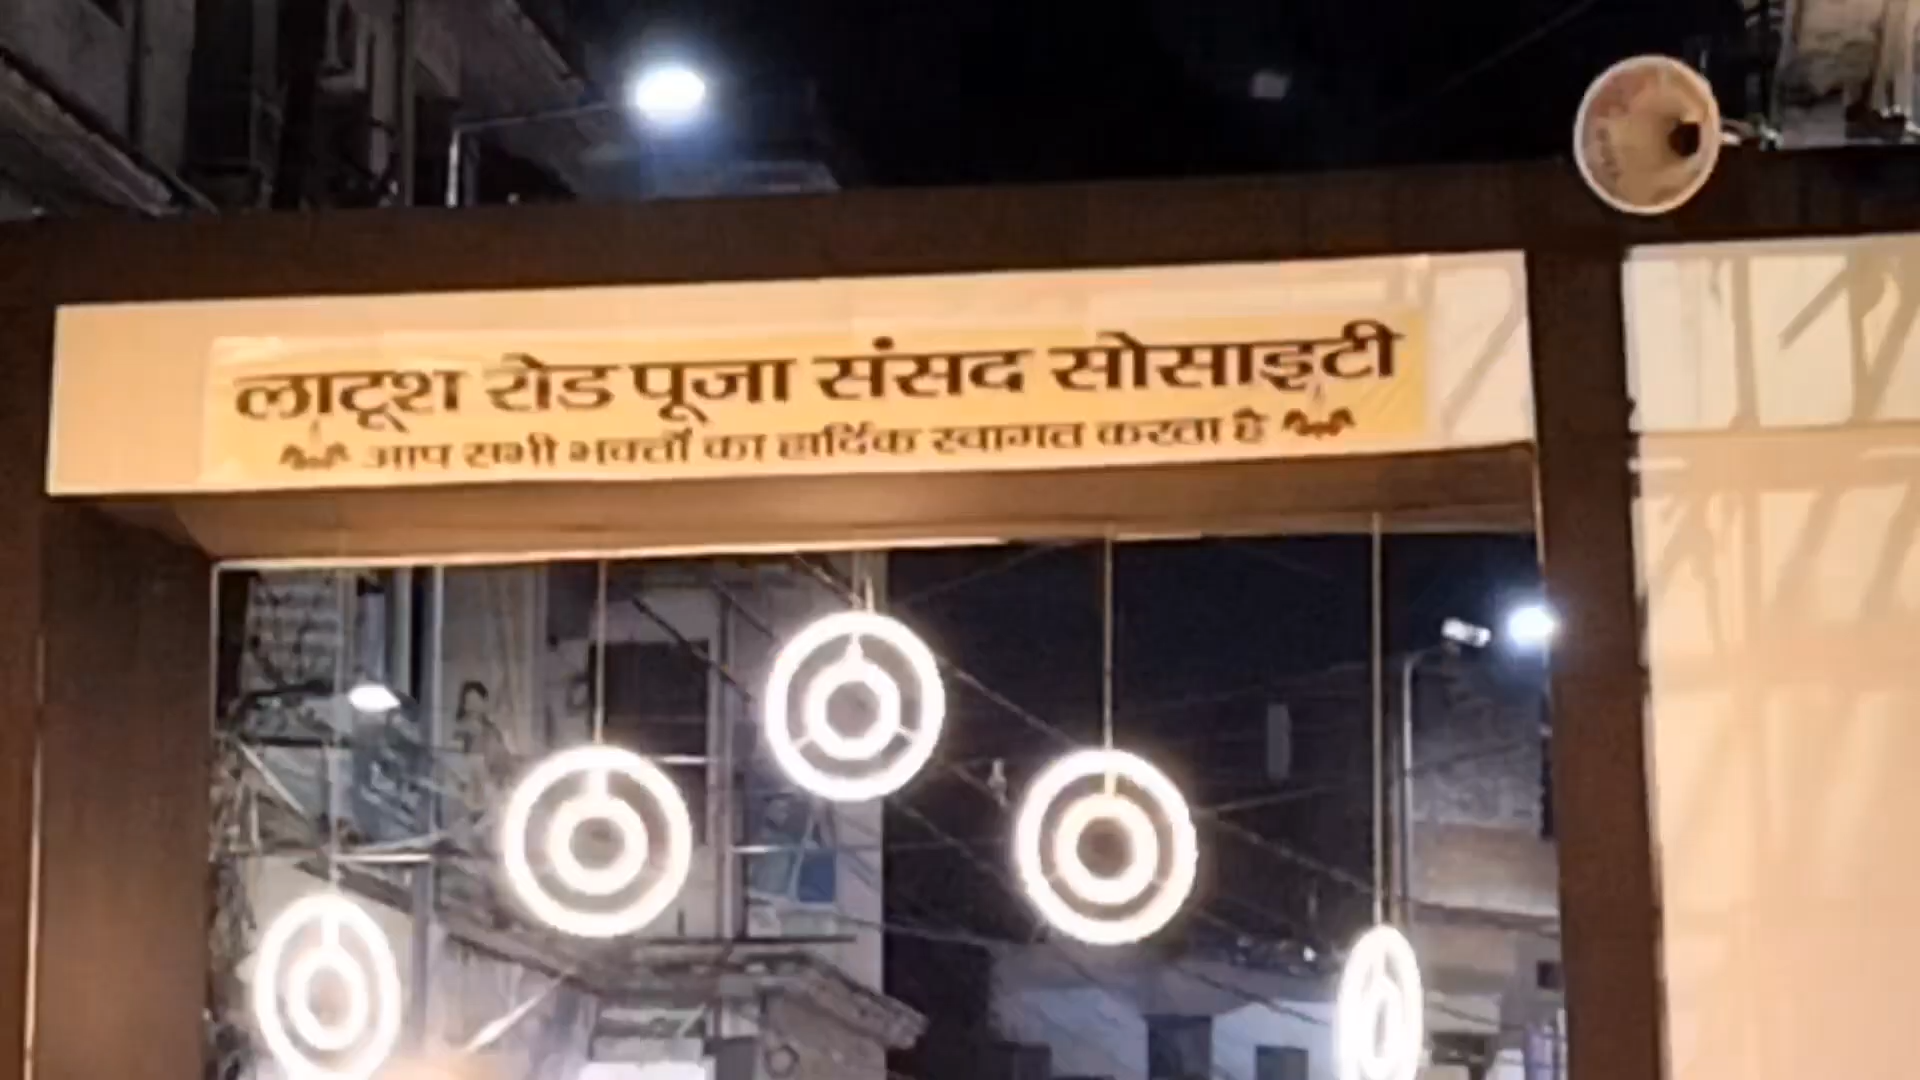 लाटूश रोड पूजा संसद सोसाइटी
आप सभी भक्तों का हार्दिक स्वागत करता है